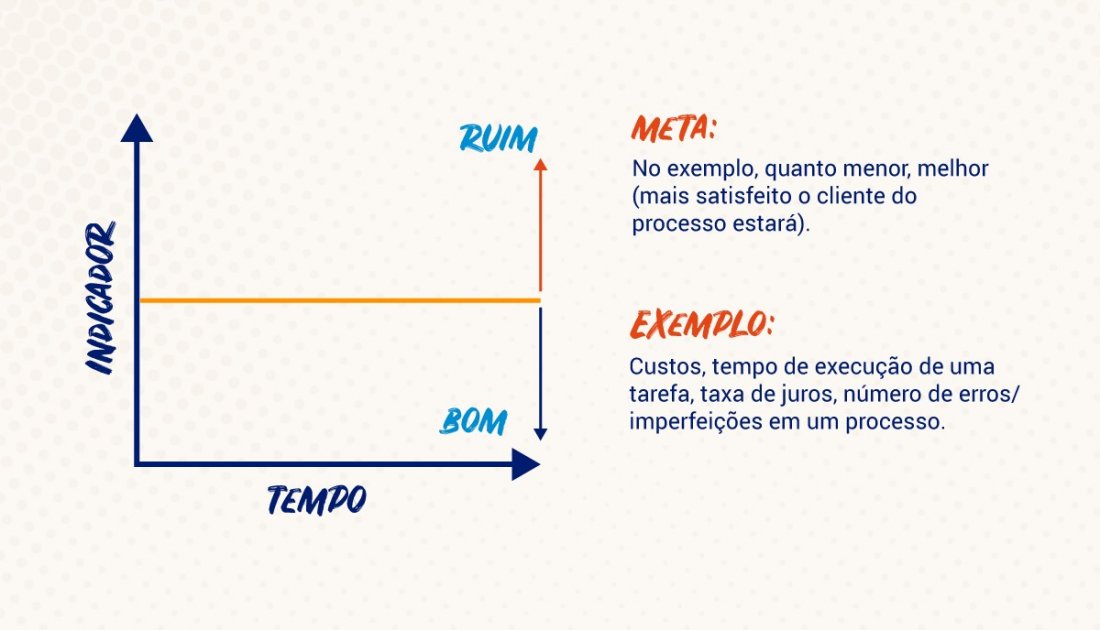 RUIM
INDICADOR
BOM
TEMPO
META:
No exemplo, quanto menor, melhor
(mais satisfeito o cliente do
processo estará).
EXEMPLO:
Custos, tempo de execução de uma
tarefa, taxa de juros, número de erros/
imperfeições em um processo.